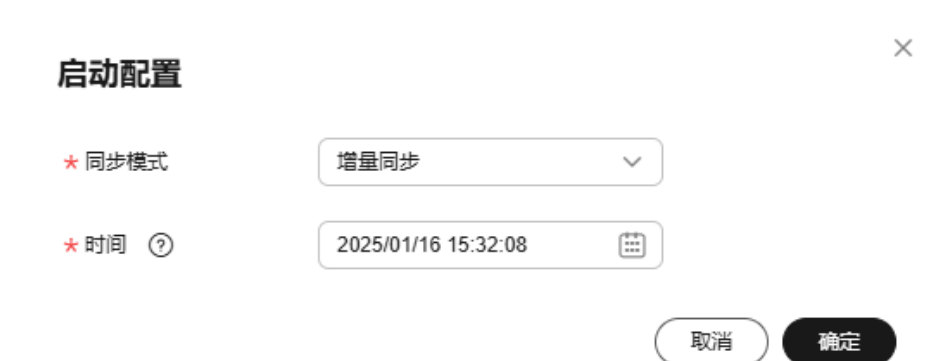 启动配置
* 同步模式 增量同步
* 时间 ? 2025/01/16 15:32:08
取消 确定